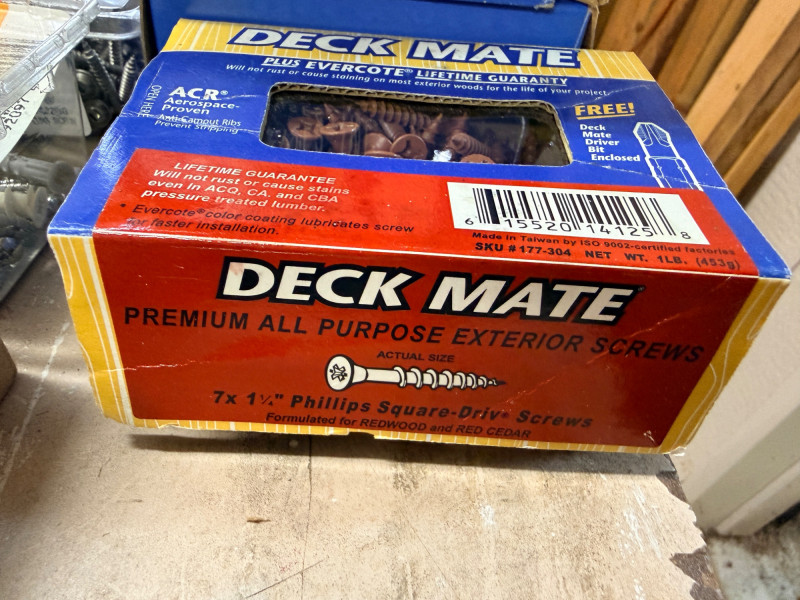 DECK MATE
PLUS EVERCOTE® LIFETIME GUARANTY
Will not rust or cause staining on most exterior woods for the life of your project.
ACR®
Aerospace-
Proven
Anti-Camout Ribs
Prevent Stripping
OPEN HERE
FREE!
Deck
Mate
Driver
Bit
Enclosed
LIFETIME GUARANTEE
Will not rust or cause stains
even in ACQ, CA, and CBA
pressure treated lumber.
* Evercote® color coating lubricates screw
for faster installation.
6 15520 14125 8
Made in Taiwan by ISO 9002-certified factories
SKU #177-304 NET WT. 1LB. (453g)
DECK MATE
PREMIUM ALL PURPOSE EXTERIOR SCREWS
ACTUAL SIZE
7x 1¼" Phillips Square-Driv® Screws
Formulated for REDWOOD and RED CEDAR